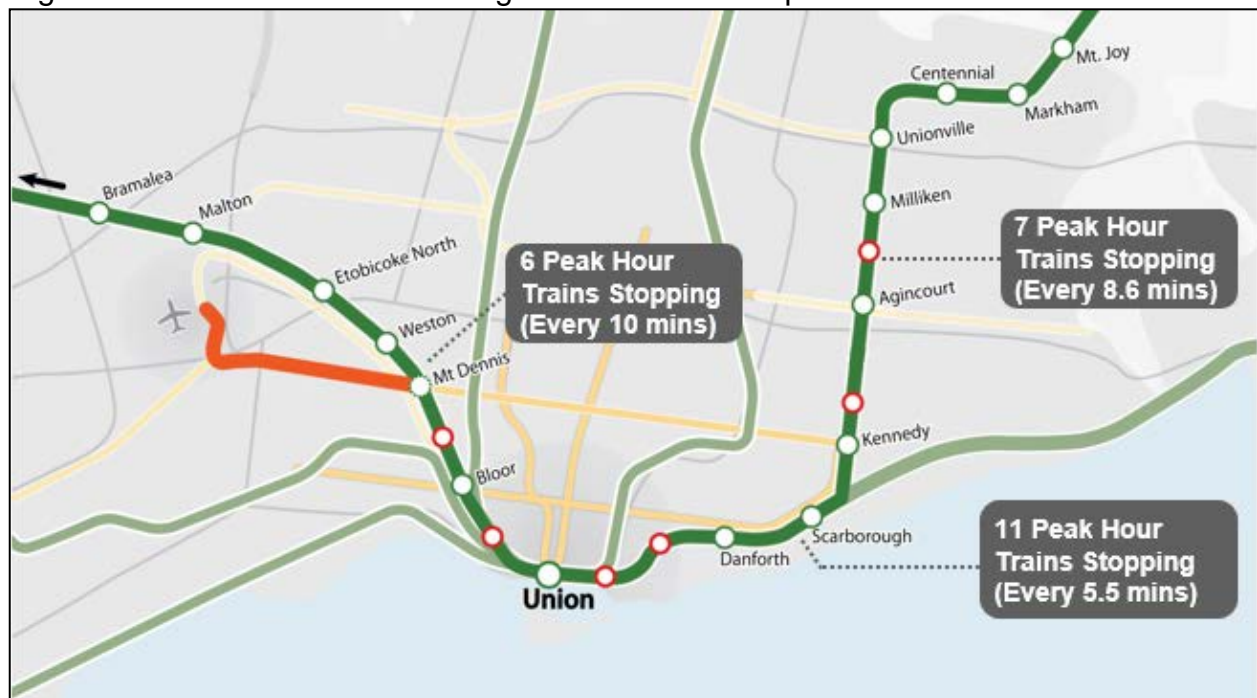 Mt. Joy
Centennial
Markham
Unionville
Bramalea
Malton
Milliken
7 Peak Hour
Trains Stopping
(Every 8.6 mins)
Etobicoke North
6 Peak Hour
Trains Stopping
(Every 10 mins)
Agincourt
Weston
Mt Dennis
Kennedy
Bloor
11 Peak Hour
Trains Stopping
(Every 5.5 mins)
Scarborough
Danforth
Union